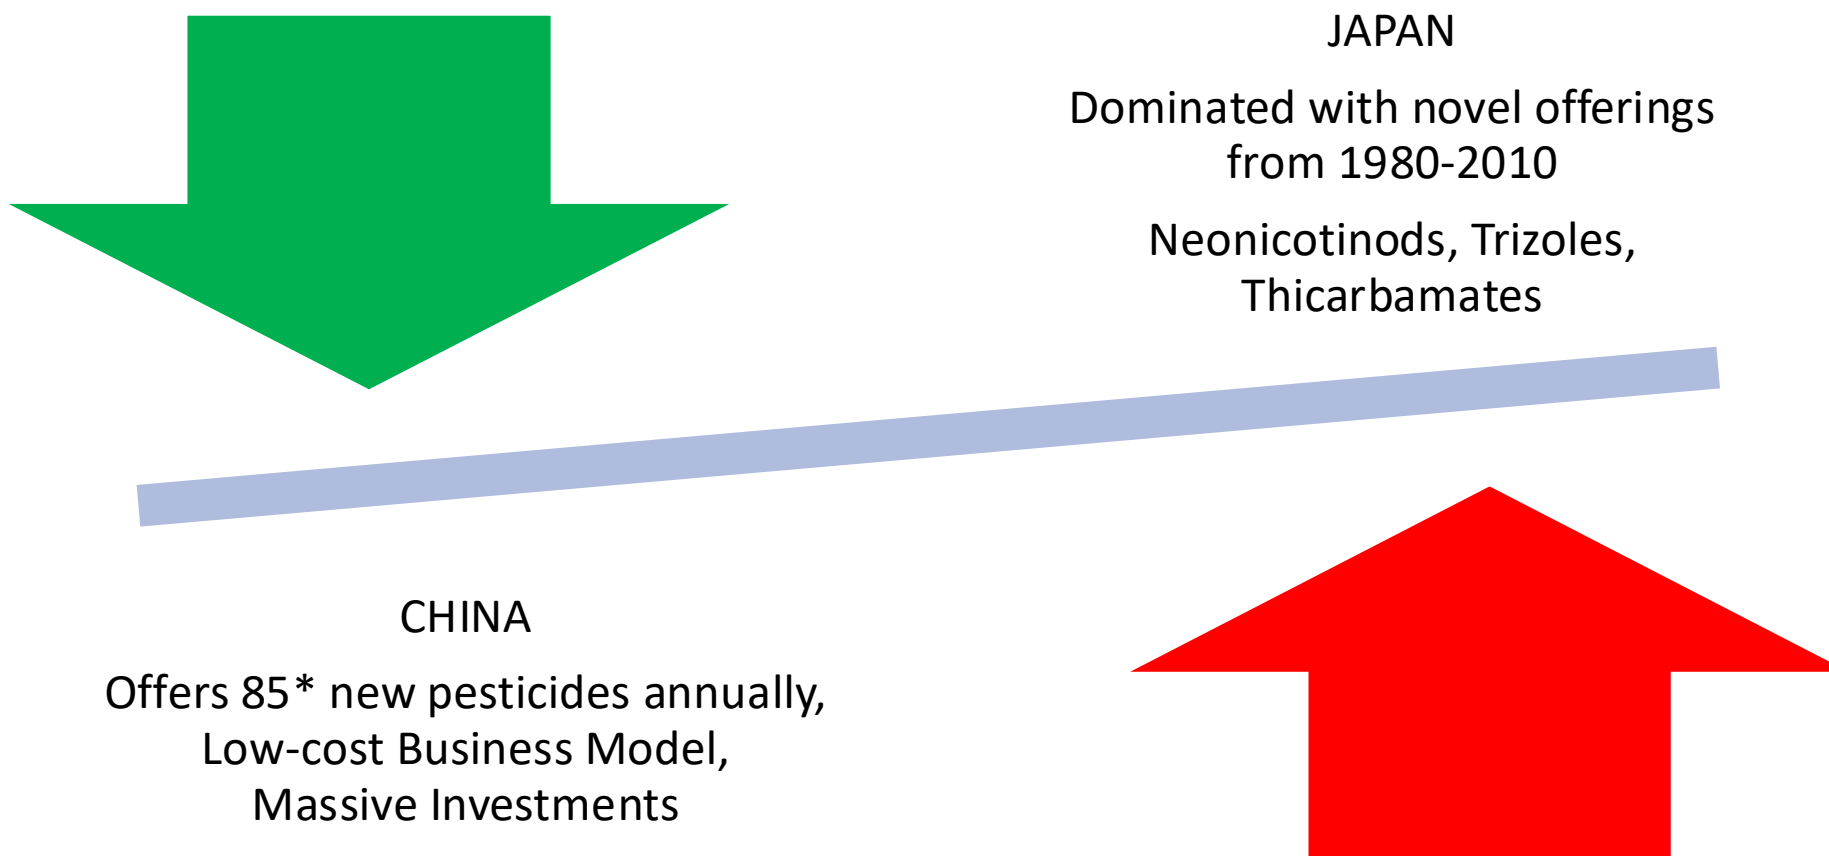 JAPAN
Dominated with novel offerings
from 1980-2010
Neonicotinods, Trizoles,
Thicarbamates
CHINA
Offers 85* new pesticides annually,
Low-cost Business Model,
Massive Investments